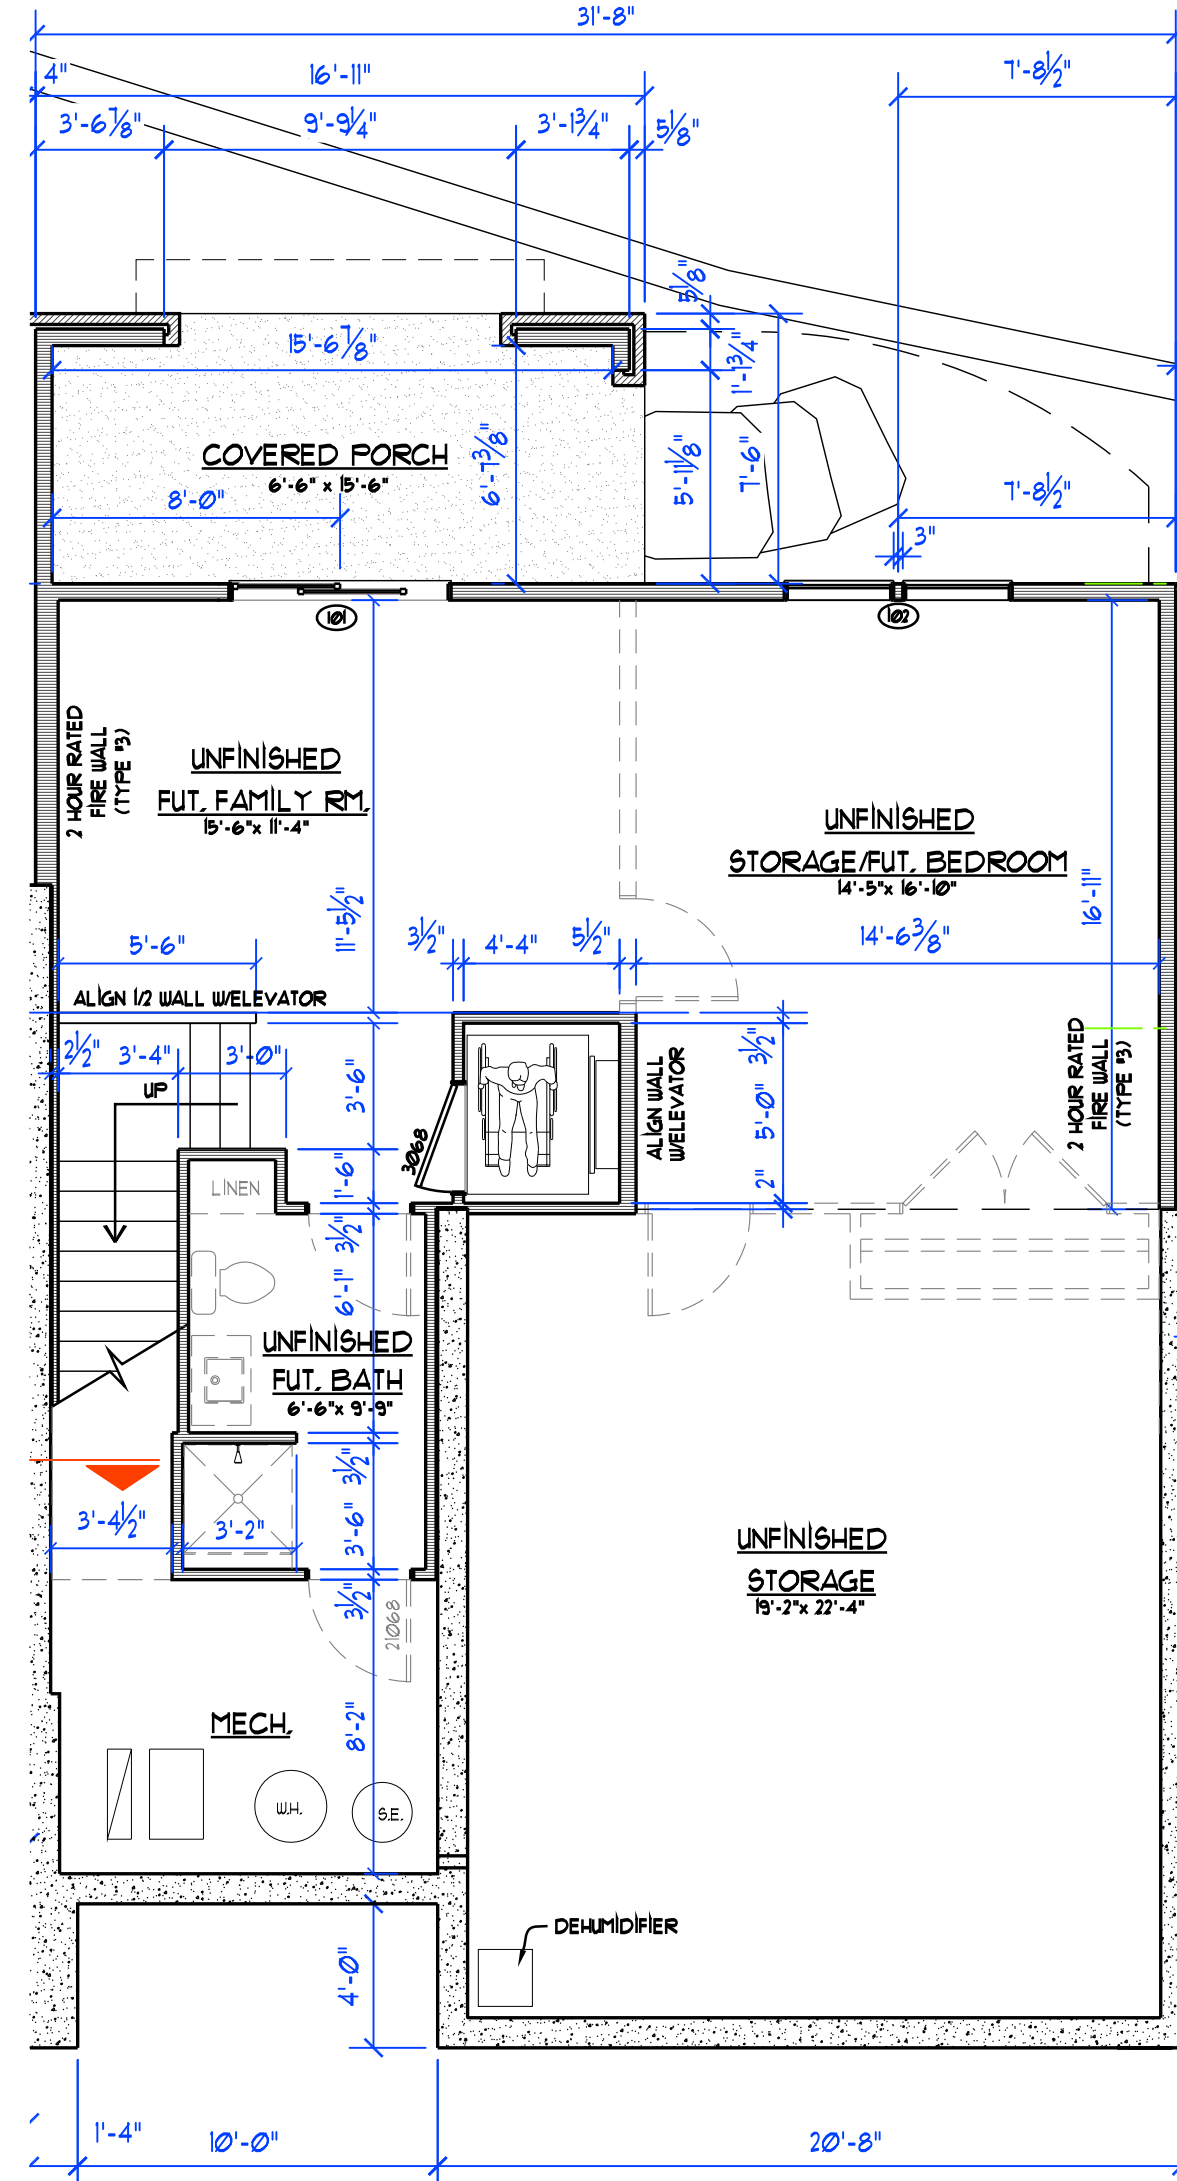 31'-8"
4"
16'-11"
7'-8½"
3'-6⅞"
9'-9¼"
3'-1¾"
5⅛"
5⅛"
15'-6⅞"
1'-1¾"
COVERED PORCH
6'-6" x 15'-6"
6'-7⅜"
5'-11⅛"
7'-6"
8'-0"
7'-8½"
3"
101
102
2 HOUR RATED
FIRE WALL
(TYPE #3)
UNFINISHED
FUT. FAMILY RM.
15'-6"x 11'-4"
UNFINISHED
STORAGE/FUT. BEDROOM
14'-5"x 16'-10"
16'-11"
11'-5½"
5'-6"
3½"
4'-4"
5½"
14'-6⅜"
ALIGN 1/2 WALL W/ELEVATOR
2½"
3'-4"
3'-0"
3'-6"
UP
3068
ALIGN WALL
W/ELEVATOR
3½"
5'-0"
2"
2 HOUR RATED
FIRE WALL
(TYPE #3)
LINEN
1'-6"
3½"
6'-1"
UNFINISHED
FUT. BATH
6'-6"x 9'-9"
3½"
3'-4½"
3'-2"
3'-6"
3½"
21068
UNFINISHED
STORAGE
19'-2"x 22'-4"
MECH.
8'-2"
W.H.
S.E.
DEHUMIDIFIER
4'-0"
1'-4"
10'-0"
20'-8"